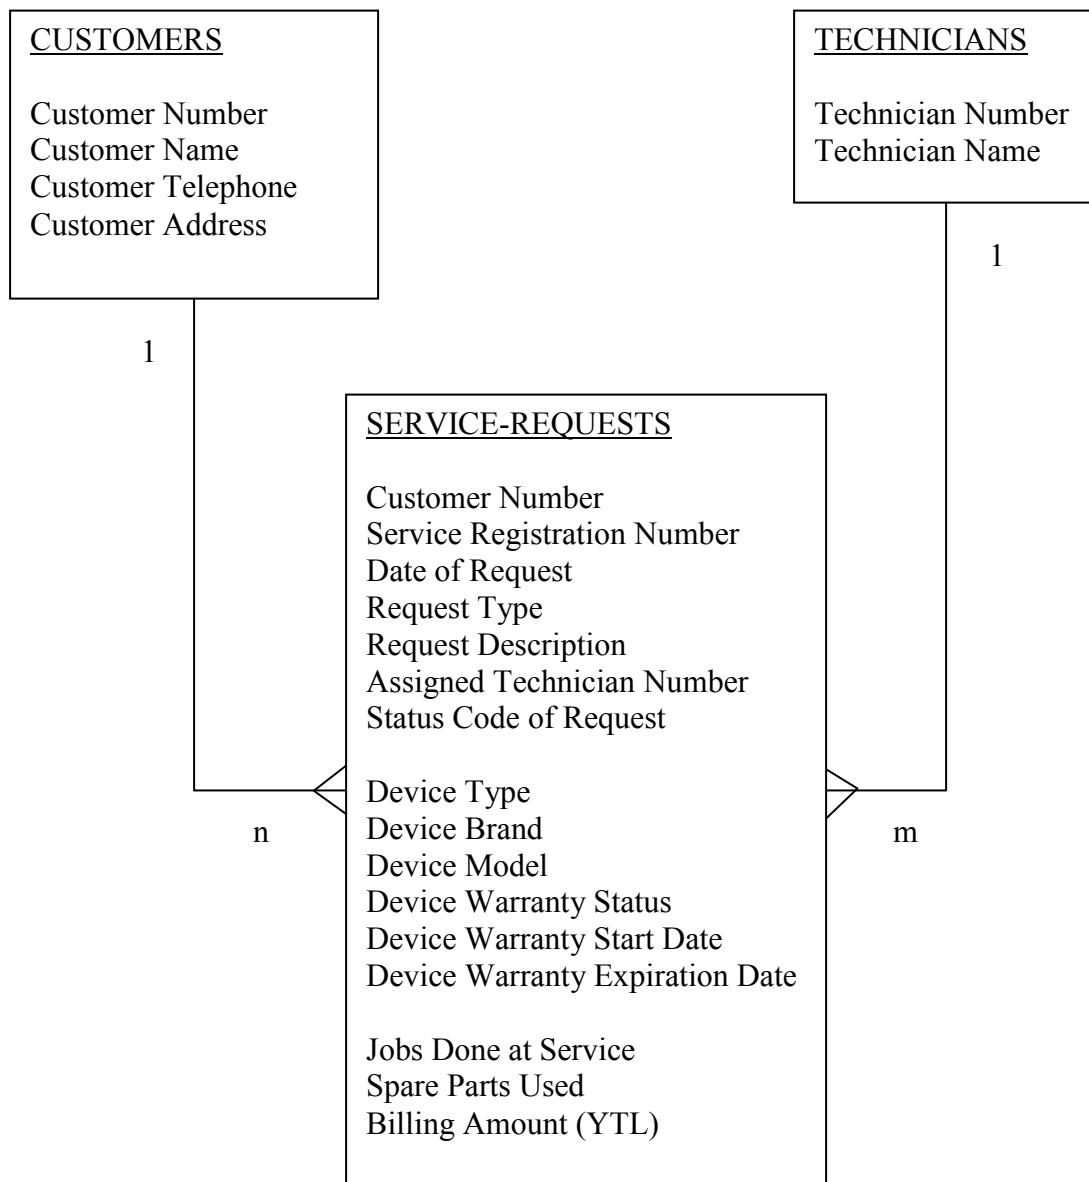 CUSTOMERS
Customer Number
Customer Name
Customer Telephone
Customer Address
TECHNICIANS
Technician Number
Technician Name
1
1
SERVICE-REQUESTS
Customer Number
Service Registration Number
Date of Request
Request Type
Request Description
Assigned Technician Number
Status Code of Request
Device Type
Device Brand
Device Model
Device Warranty Status
Device Warranty Start Date
Device Warranty Expiration Date
Jobs Done at Service
Spare Parts Used
Billing Amount (YTL)
n
m